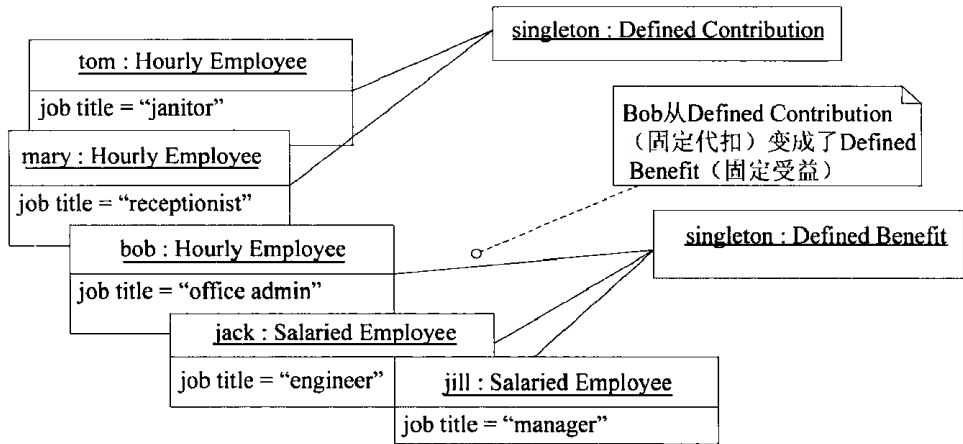 singleton : Defined Contribution
tom : Hourly Employee
job title = “janitor”
Bob从Defined Contribution
（固定代扣）变成了Defined
Benefit（固定受益）
mary : Hourly Employee
job title = “receptionist”
singleton : Defined Benefit
bob : Hourly Employee
job title = “office admin”
jack : Salaried Employee
job title = “engineer”
jill : Salaried Employee
job title = “manager”